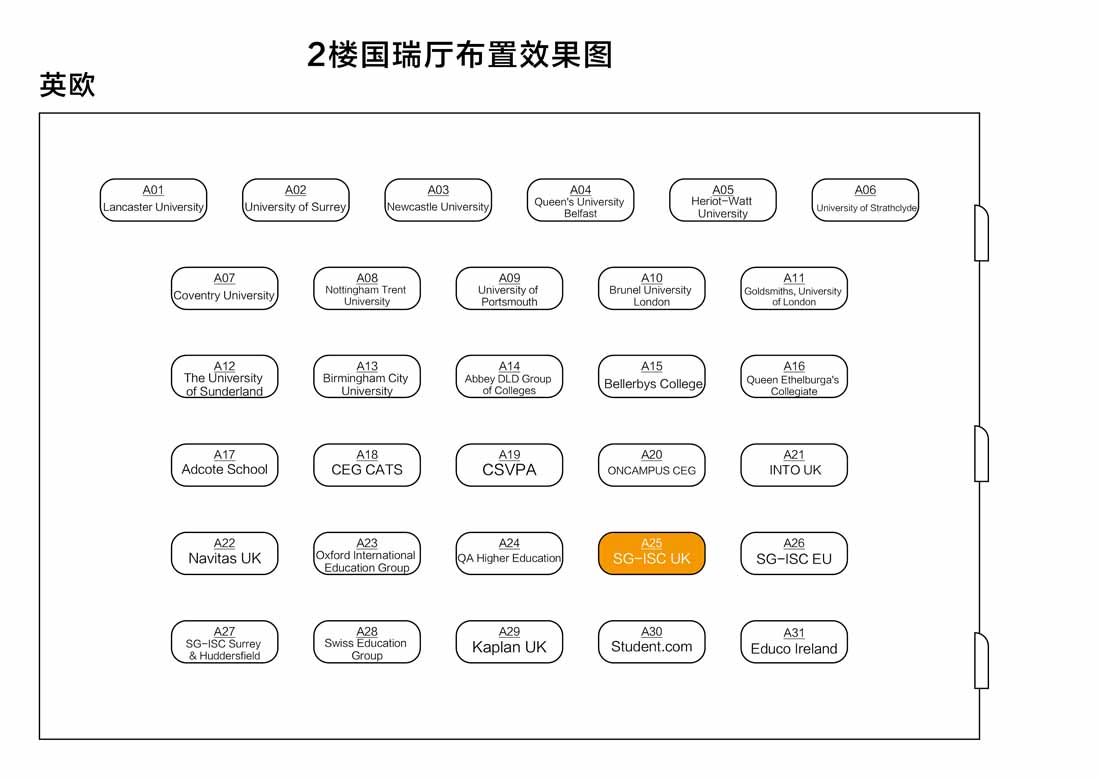 2楼国瑞厅布置效果图
英欧
A01
Lancaster University
A02
University of Surrey
A03
Newcastle University
A04
Queen's University
Belfast
A05
Heriot-Watt
University
A06
University of Strathclyde
A07
Coventry University
A08
Nottingham Trent
University
A09
University of
Portsmouth
A10
Brunel University
London
A11
Goldsmiths, University
of London
A12
The University
of Sunderland
A13
Birmingham City
University
A14
Abbey DLD Group
of Colleges
A15
Bellerbys College
A16
Queen Ethelburga's
Collegiate
A17
Adcote School
A18
CEG CATS
A19
CSVPA
A20
ONCAMPUS CEG
A21
INTO UK
A22
Navitas UK
A23
Oxford International
Education Group
A24
QA Higher Education
A25
SG-ISC UK
A26
SG-ISC EU
A27
SG-ISC Surrey
& Huddersfield
A28
Swiss Education
Group
A29
Kaplan UK
A30
Student.com
A31
Educo Ireland